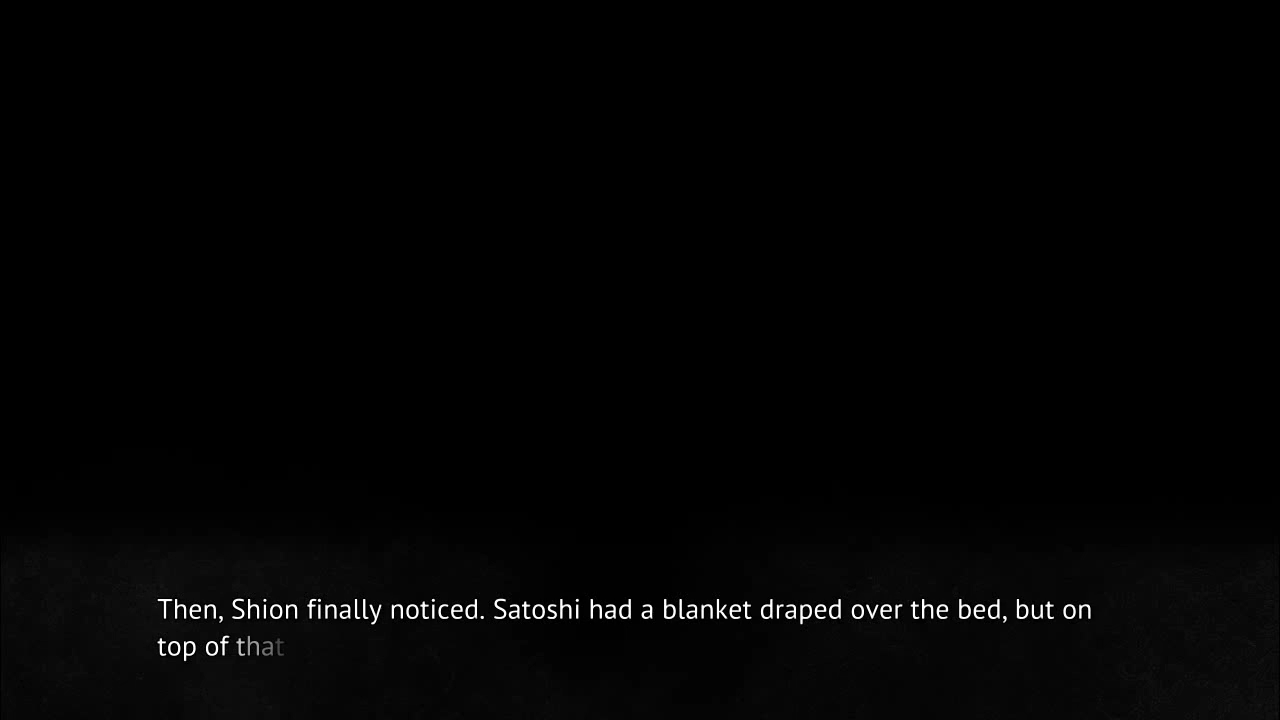 Then, Shion finally noticed. Satoshi had a blanket draped over the bed, but on
top of that